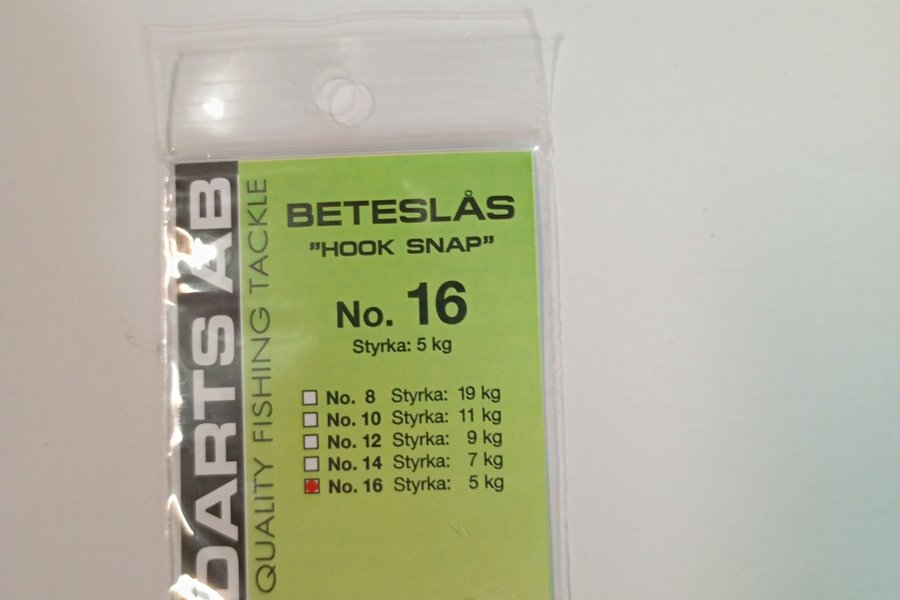 DARTS AB
QUALITY FISHING TACKLE
BETESLÅS
”HOOK SNAP”
No. 16
Styrka: 5 kg
No. 8 Styrka: 19 kg
No. 10 Styrka: 11 kg
No. 12 Styrka: 9 kg
No. 14 Styrka: 7 kg
No. 16 Styrka: 5 kg